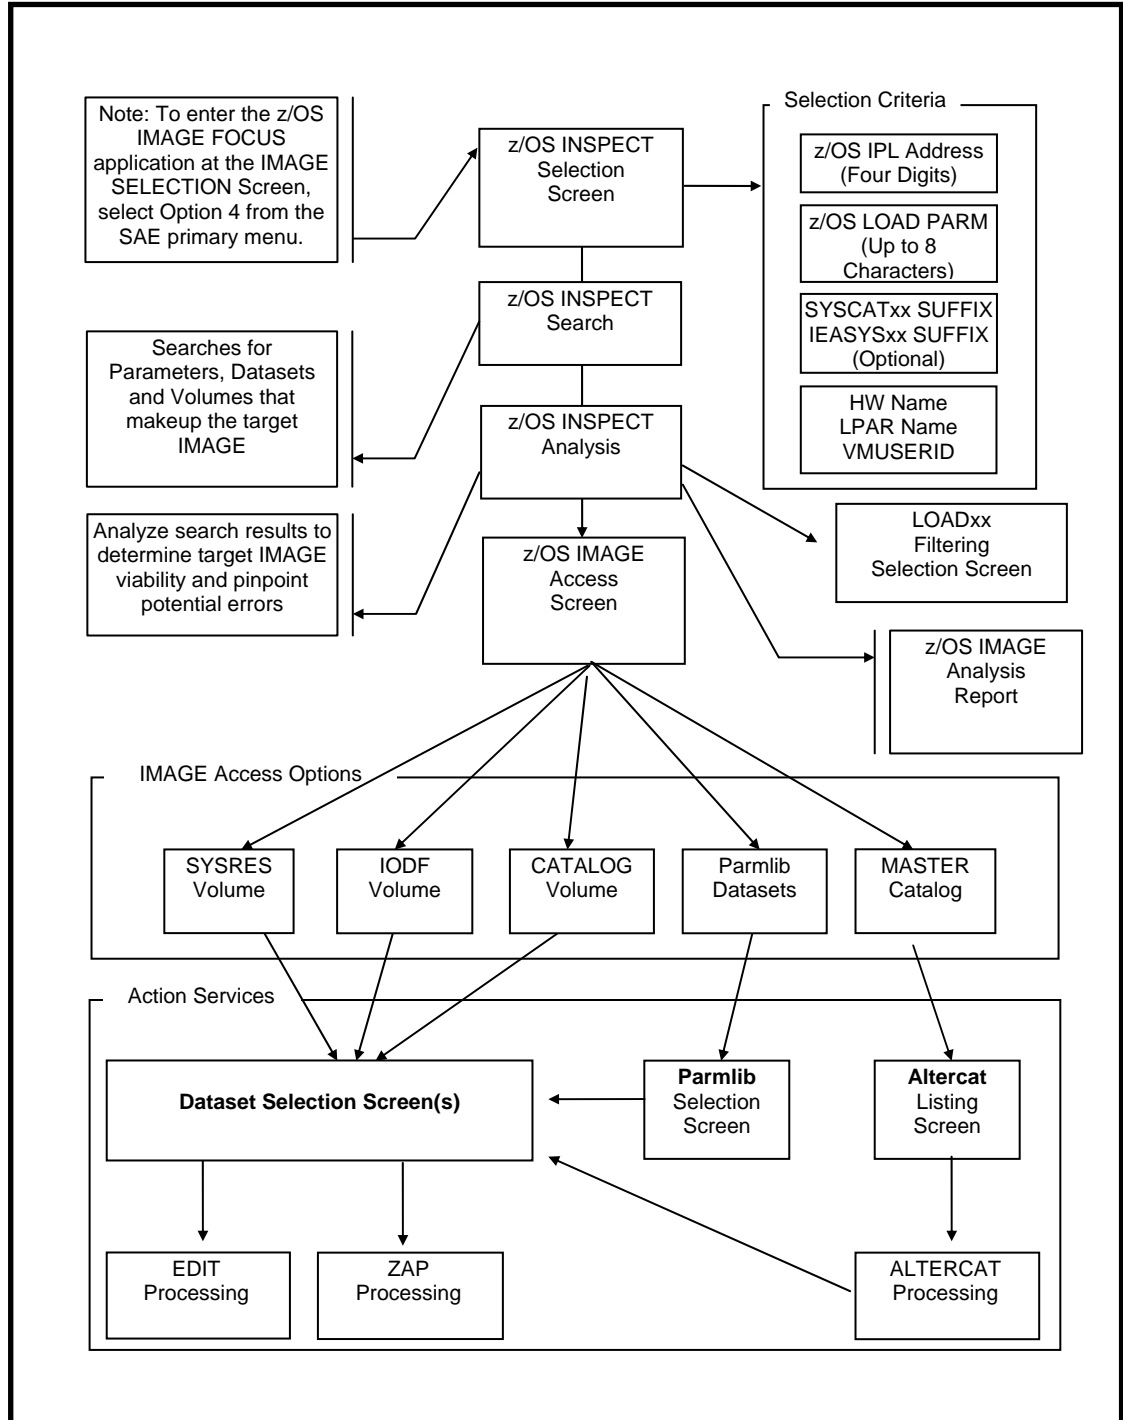 Note: To enter the z/OS
IMAGE FOCUS
application at the IMAGE
SELECTION Screen,
select Option 4 from the
SAE primary menu.
z/OS INSPECT
Selection
Screen
Selection Criteria
z/OS IPL Address
(Four Digits)
z/OS LOAD PARM
(Up to 8
Characters)
SYSCATxx SUFFIX
IEASYSxx SUFFIX
(Optional)
HW Name
LPAR Name
VMUSERID
z/OS INSPECT
Search
Searches for
Parameters, Datasets
and Volumes that
makeup the target
IMAGE
z/OS INSPECT
Analysis
Analyze search results to
determine target IMAGE
viability and pinpoint
potential errors
z/OS IMAGE
Access
Screen
LOADxx
Filtering
Selection Screen
z/OS IMAGE
Analysis
Report
IMAGE Access Options
SYSRES
Volume
IODF
Volume
CATALOG
Volume
Parmlib
Datasets
MASTER
Catalog
Action Services
Dataset Selection Screen(s)
Parmlib
Selection
Screen
Altercat
Listing
Screen
EDIT
Processing
ZAP
Processing
ALTERCAT
Processing